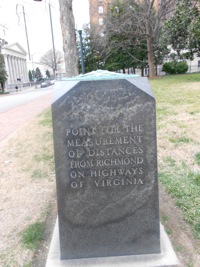 POINT FOR THE
MEASUREMENT
OF DISTANCES
FROM RICHMOND
ON HIGHWAYS
OF VIRGINIA